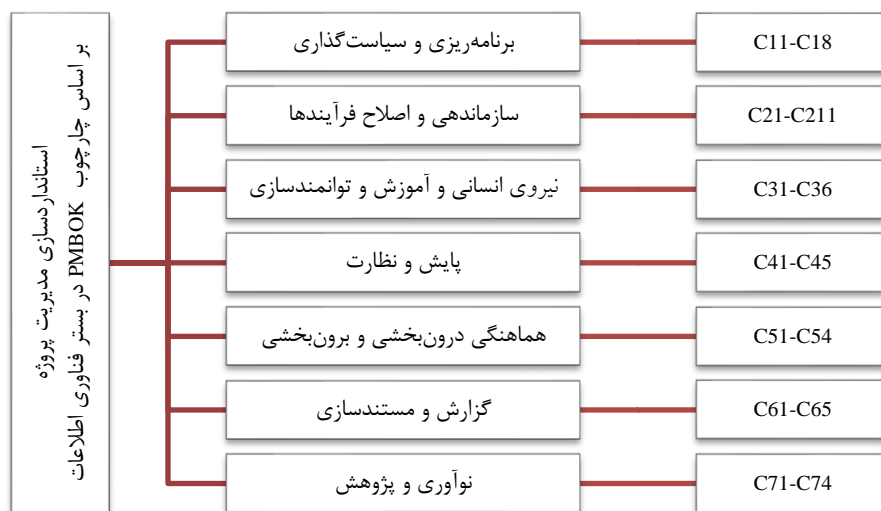 استانداردسازی مدیریت پروژه
بر اساس چارچوب PMBOK در بستر فناوری اطلاعات
برنامه‌ریزی و سیاست‌گذاری
C11-C18
سازماندهی و اصلاح فرآیندها
C21-C211
نیروی انسانی و آموزش و توانمندسازی
C31-C36
پایش و نظارت
C41-C45
هماهنگی درون‌بخشی و برون‌بخشی
C51-C54
گزارش و مستندسازی
C61-C65
نوآوری و پژوهش
C71-C74